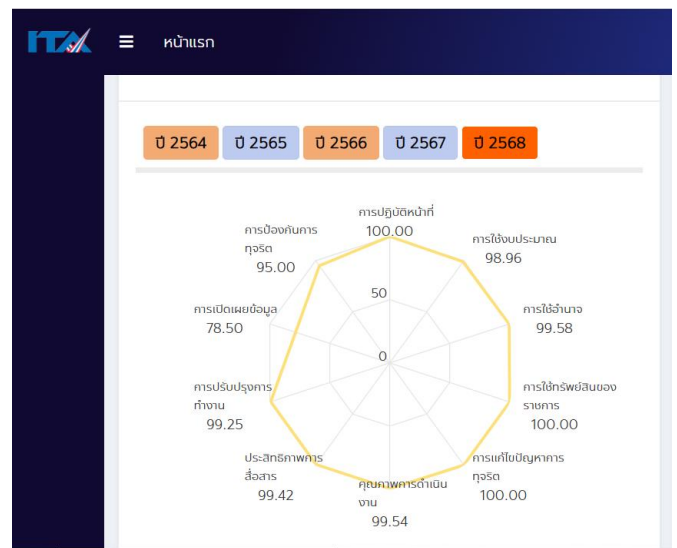 ITA
หน้าแรก
ปี 2564 ปี 2565 ปี 2566 ปี 2567 ปี 2568
การปฏิบัติหน้าที่
100.00
การป้องกันการ
ทุจริต
95.00
การใช้งบประมาณ
98.96
50
การเปิดเผยข้อมูล
78.50
การใช้อำนาจ
99.58
0
การปรับปรุงการ
ทำงาน
99.25
การใช้ทรัพย์สินของ
ราชการ
100.00
ประสิทธิภาพการ
สื่อสาร
99.42
การแก้ไขปัญหาการ
ทุจริต
100.00
คุณภาพการดำเนิน
งาน
99.54